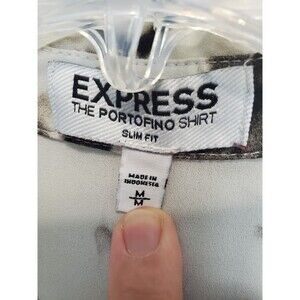 EXPRESS
THE PORTOFINO SHIRT
SLIM FIT
MADE IN
INDONESIA
M
M